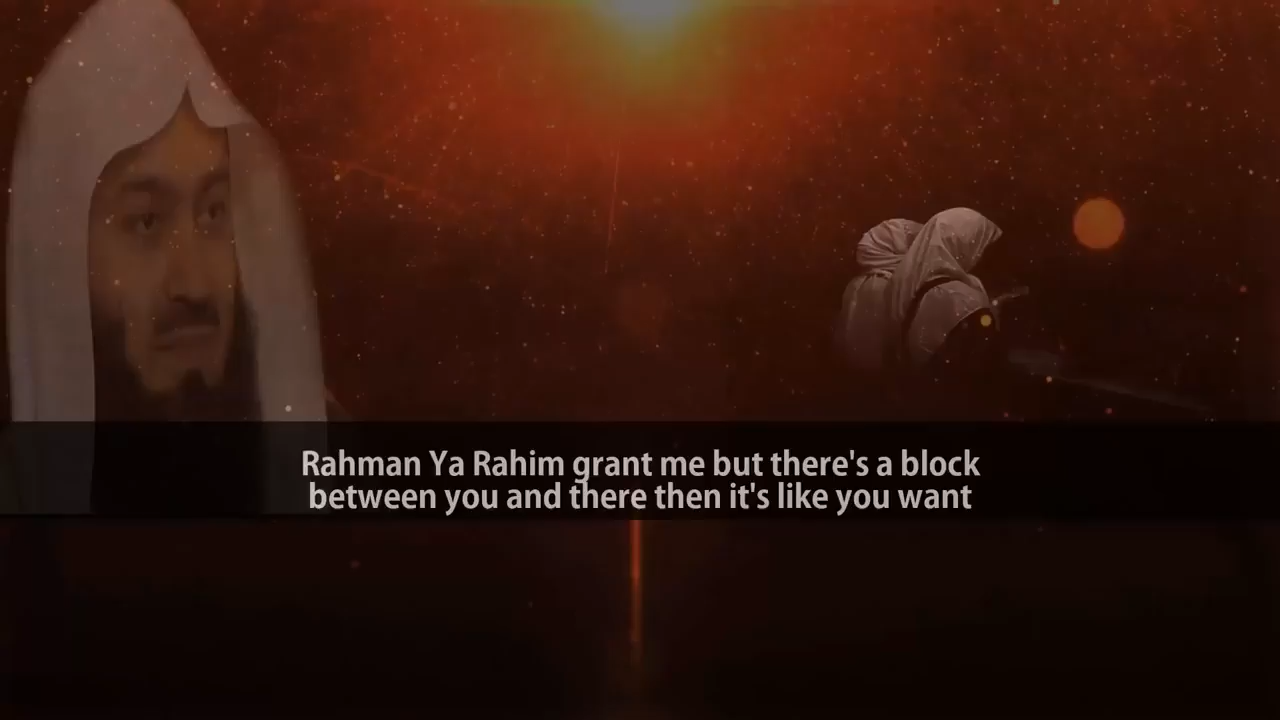 Rahman Ya Rahim grant me but there's a block
between you and there then it's like you want